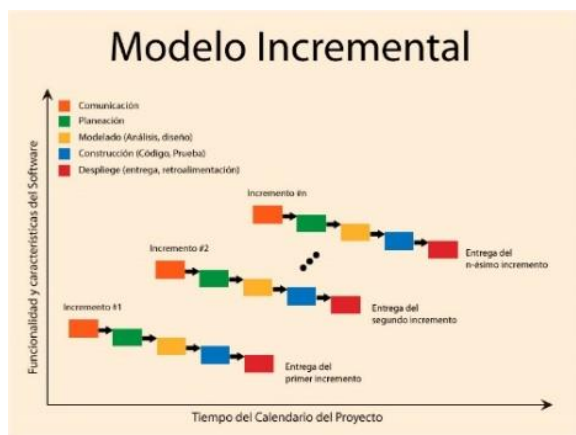 Modelo Incremental
Comunicación
Planeación
Modelado (Análisis, diseño)
Construcción (Código, Prueba)
Despliege (entrega, retroalimentación)
Funcionalidad y características del Software
Incremento #n
Entrega del
n-ésimo incremento
Incremento #2
Entrega del
segundo incremento
Incremento #1
Entrega del
primer incremento
Tiempo del Calendario del Proyecto